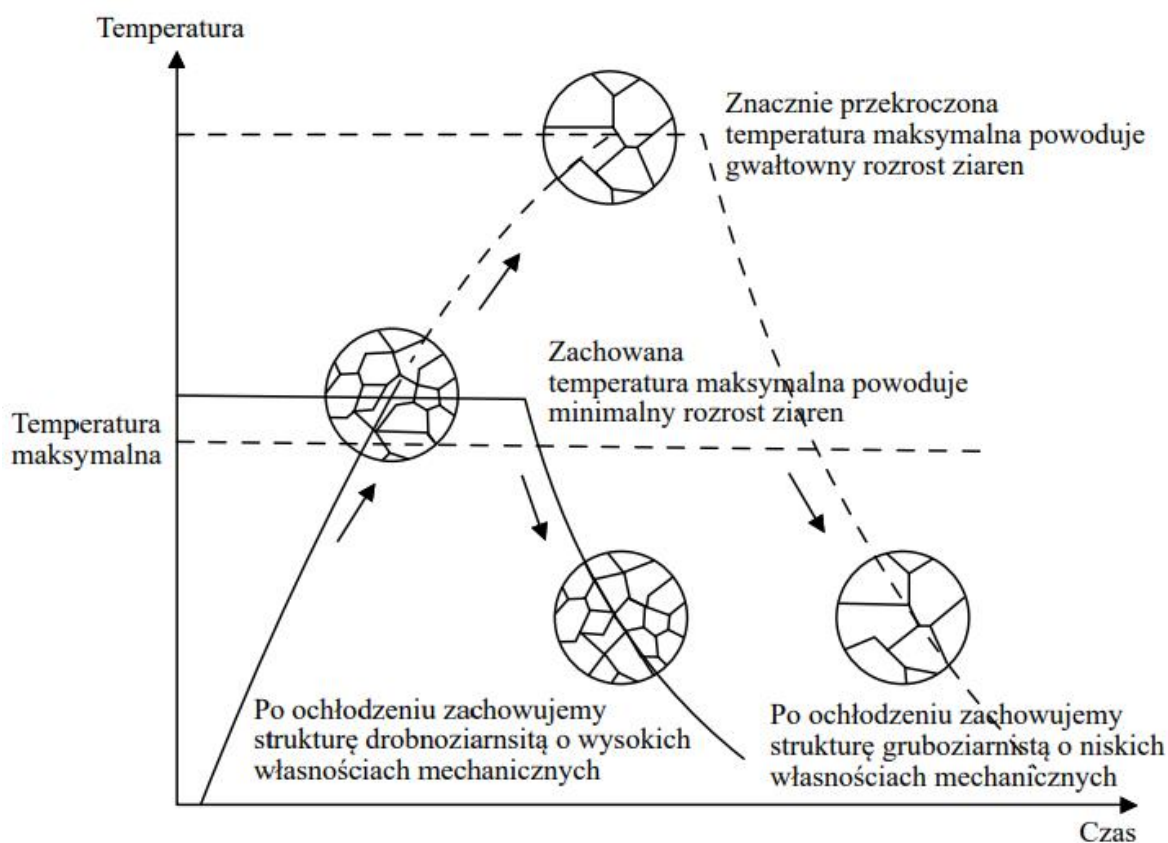 Temperatura
Znacznie przekroczona
temperatura maksymalna powoduje
gwałtowny rozrost ziaren
Zachowana
temperatura maksymalna powoduje
minimalny rozrost ziaren
Temperatura
maksymalna
Po ochłodzeniu zachowujemy
strukturę drobnoziarnsitą o wysokich
własnościach mechanicznych
Po ochłodzeniu zachowujemy
strukturę gruboziarnistą o niskich
własnościach mechanicznych
Czas